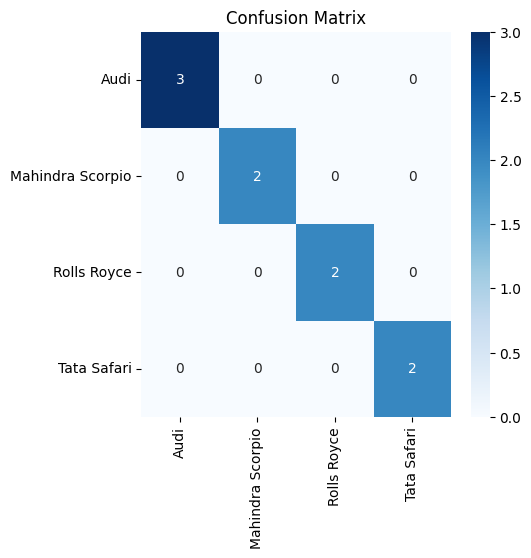 Confusion Matrix
Audi 3 0 0 0
Mahindra Scorpio 0 2 0 0
Rolls Royce 0 0 2 0
Tata Safari 0 0 0 2
Audi
Mahindra Scorpio
Rolls Royce
Tata Safari
3.0
2.5
2.0
1.5
1.0
0.5
0.0